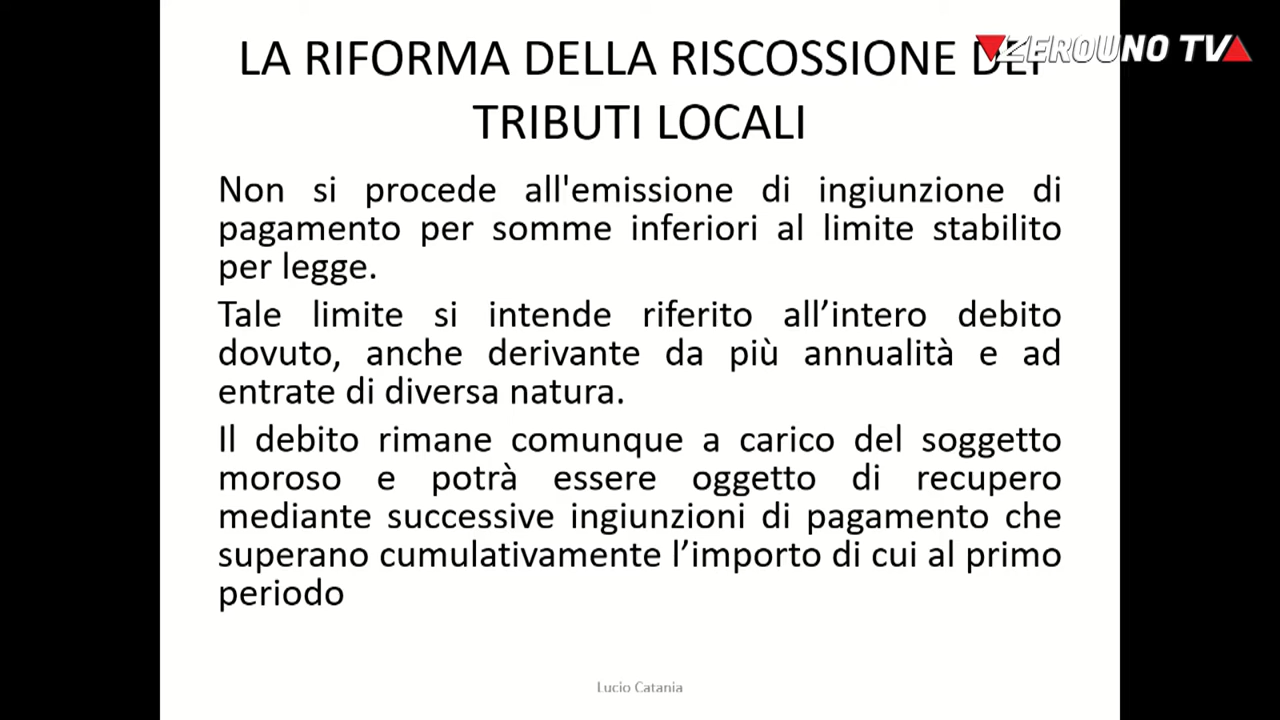 LA RIFORMA DELLA RISCOSSIONE DEI
TRIBUTI LOCALI
ZEROUNO TV
Non si procede all'emissione di ingiunzione di
pagamento per somme inferiori al limite stabilito
per legge.
Tale limite si intende riferito all’intero debito
dovuto, anche derivante da più annualità e ad
entrate di diversa natura.
Il debito rimane comunque a carico del soggetto
moroso e potrà essere oggetto di recupero
mediante successive ingiunzioni di pagamento che
superano cumulativamente l’importo di cui al primo
periodo
Lucio Catania